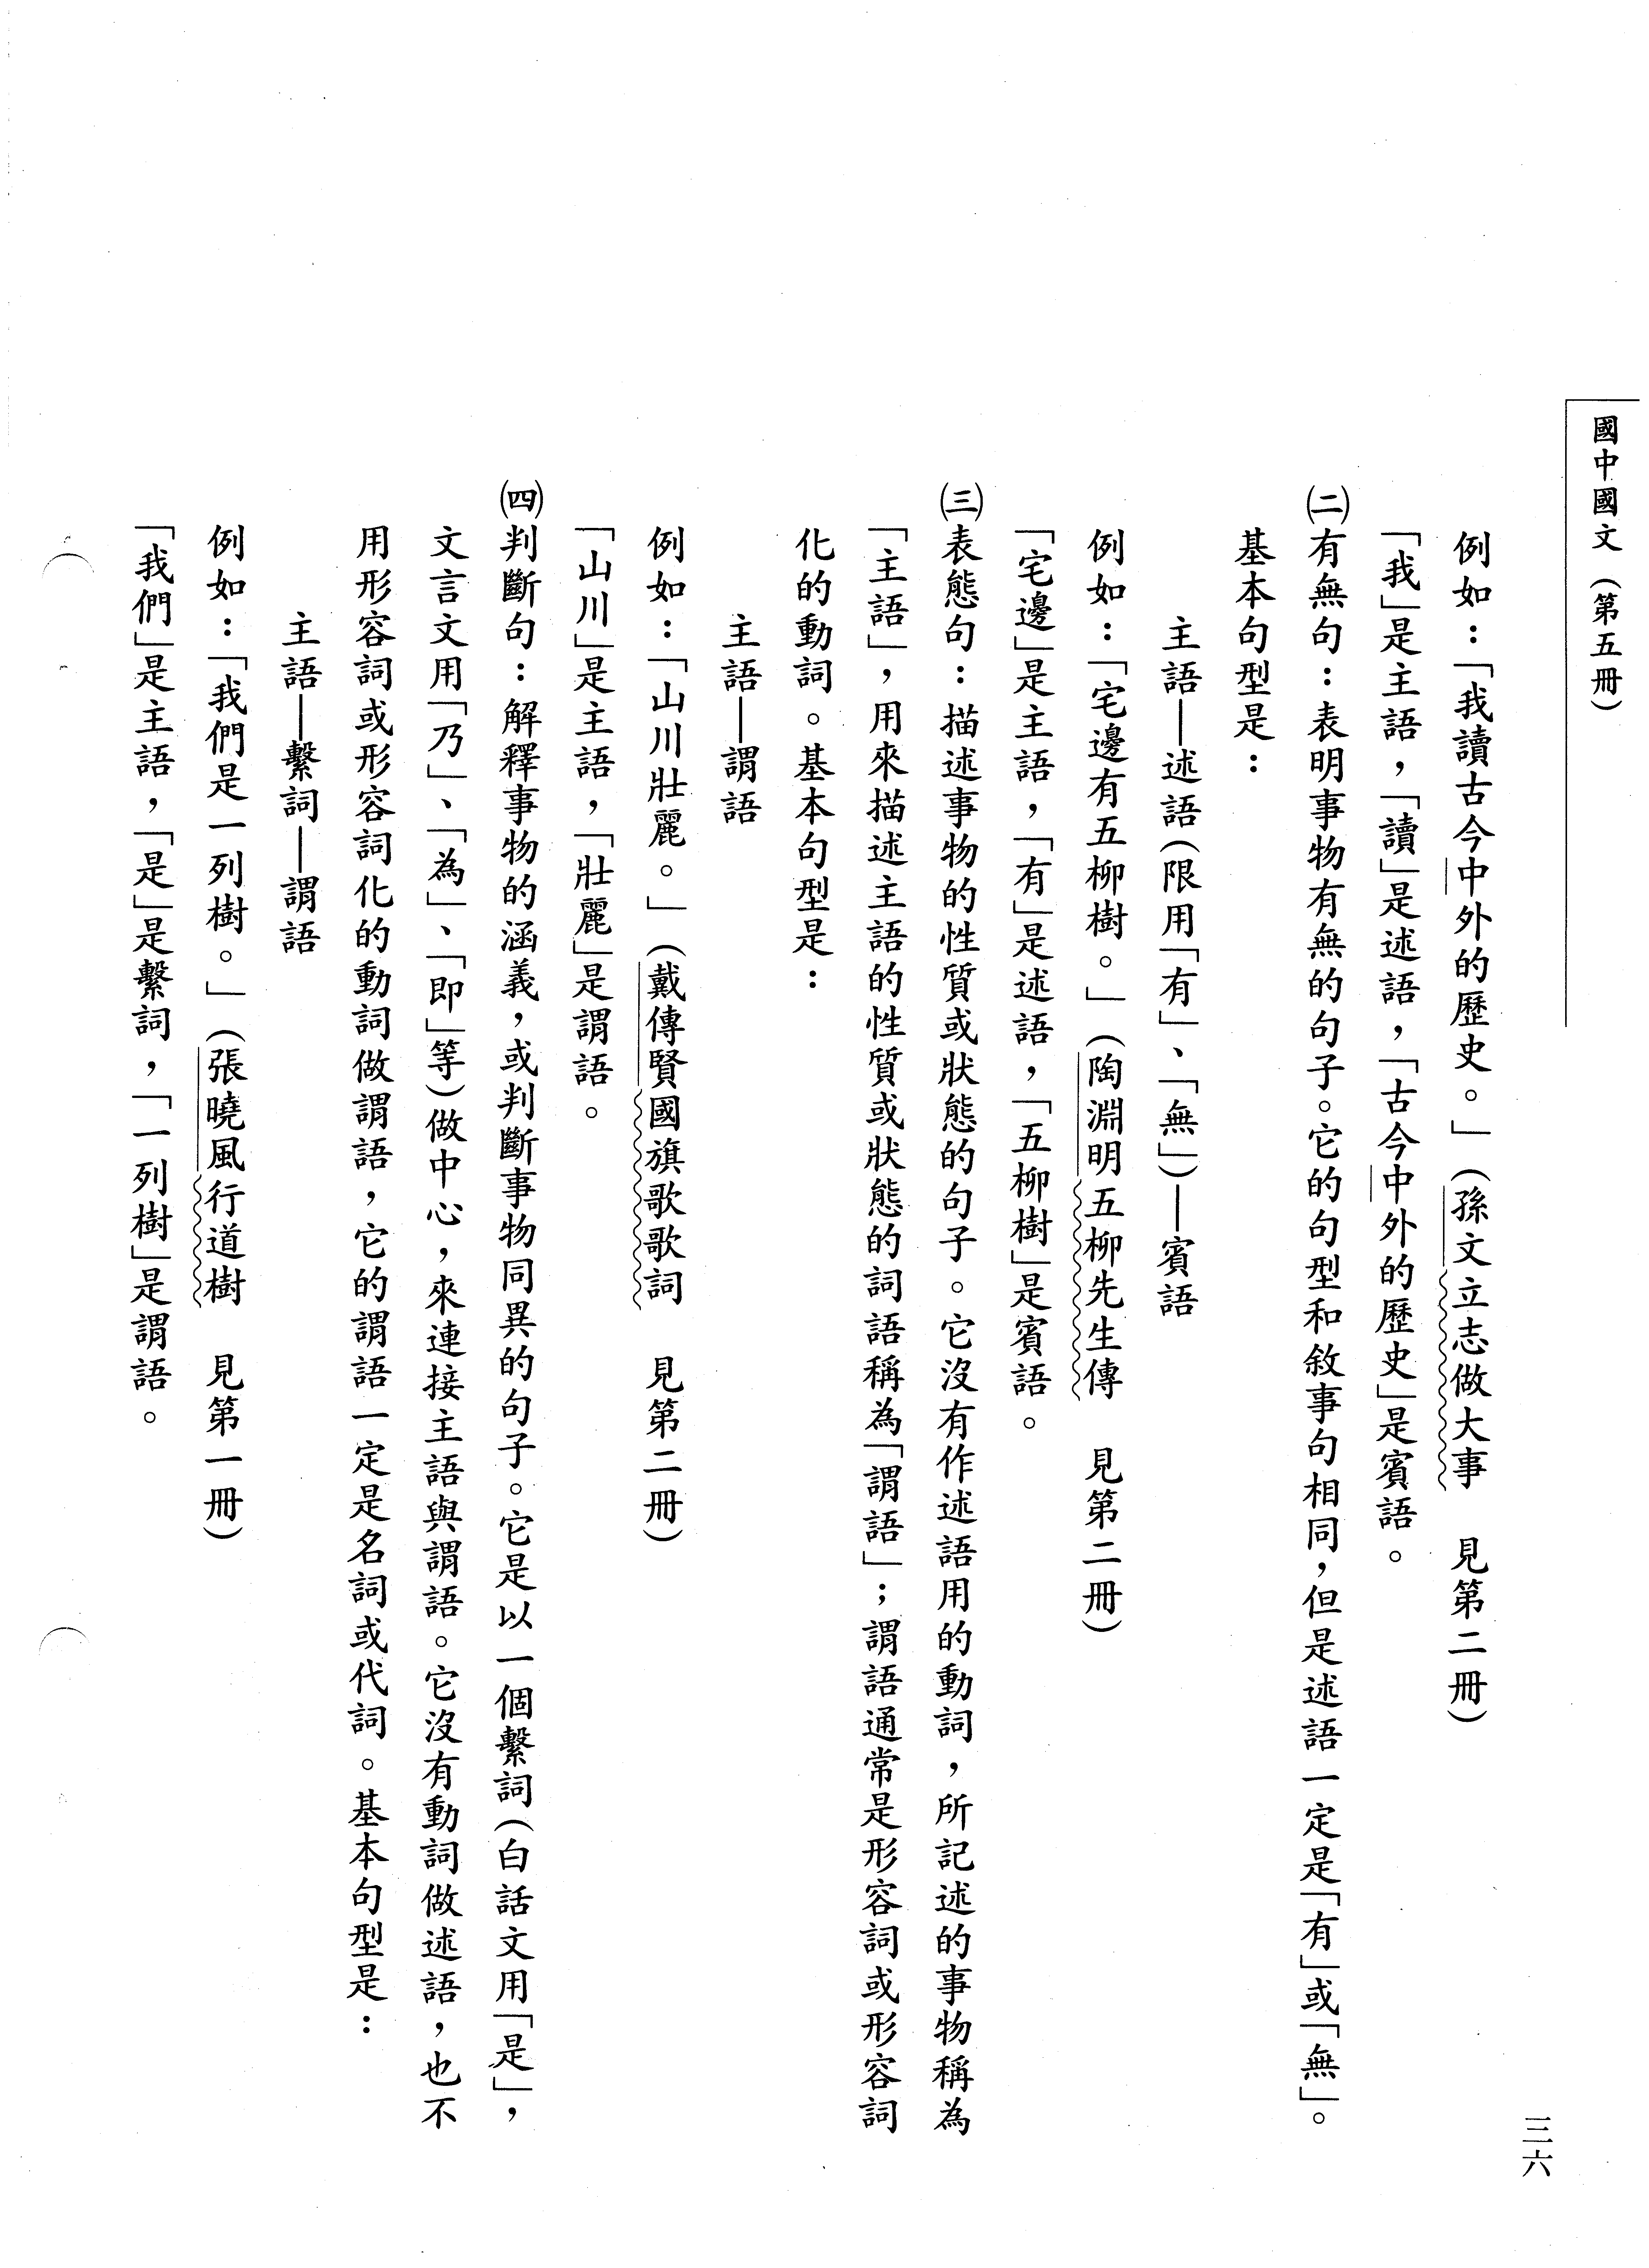 國中國文（第五冊）
例如：「我讀古今中外的歷史。」（孫文立志做大事　見第二冊）
「我」是主語，「讀」是述語，「古今中外的歷史」是賓語。
㈡有無句：表明事物有無的句子。它的句型和敘事句相同，但是述語一定是「有」或「無」。
基本句型是：
主語—述語（限用「有」、「無」）—賓語
例如：「宅邊有五柳樹。」（陶淵明五柳先生傳　見第二冊）
「宅邊」是主語，「有」是述語，「五柳樹」是賓語。
㈢表態句：描述事物的性質或狀態的句子。它沒有作述語用的動詞，所記述的事物稱為
「主語」，用來描述主語的性質或狀態的詞語稱為「謂語」；謂語通常是形容詞或形容詞
化的動詞。基本句型是：
主語—謂語
例如：「山川壯麗。」（戴傳賢國旗歌歌詞　見第二冊）
「山川」是主語，「壯麗」是謂語。
㈣判斷句：解釋事物的涵義，或判斷事物同異的句子。它是以一個繫詞（白話文用「是」，
文言文用「乃」、「為」、「即」等）做中心，來連接主語與謂語。它沒有動詞做述語，也不
用形容詞或形容詞化的動詞做謂語，它的謂語一定是名詞或代詞。基本句型是：
主語—繫詞—謂語
例如：「我們是一列樹。」（張曉風行道樹　見第一冊）
「我們」是主語，「是」是繫詞，「一列樹」是謂語。
三六